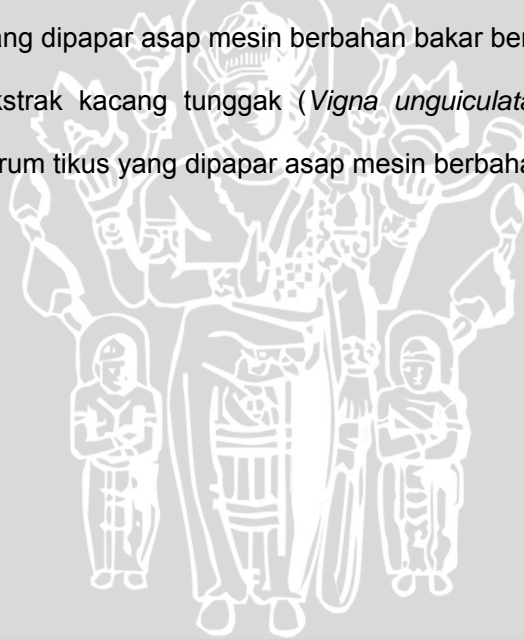 ang dipapar asap mesin berbahan bakar ber
kstrak kacang tunggak (Vigna unguiculata
rum tikus yang dipapar asap mesin berbaha